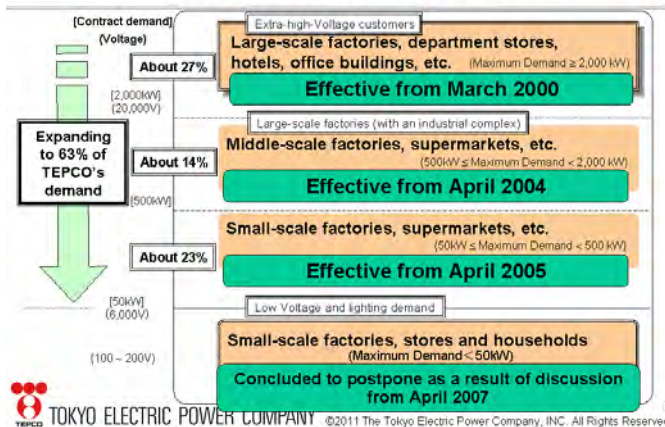 [Contract demand]
(Voltage)
Extra-high-Voltage customers
Large-scale factories, department stores,
hotels, office buildings, etc. (Maximum Demand ≥ 2,000 kW)
About 27%
Effective from March 2000
[2,000kW]
(20,000V)
Large-scale factories (with an industrial complex)
Expanding
to 63% of
TEPCO's
demand
About 14%
Middle-scale factories, supermarkets, etc.
(500kW ≤ Maximum Demand < 2,000 kW)
Effective from April 2004
[500kW]
Small-scale factories, supermarkets, etc.
(50kW ≤ Maximum Demand < 500 kW)
About 23%
Effective from April 2005
[50kW]
(6,000V)
Low Voltage and lighting demand
Small-scale factories, stores and households
(Maximum Demand < 50kW)
(100 ~ 200V)
Concluded to postpone as a result of discussion
from April 2007
TEPCO
TOKYO ELECTRIC POWER COMPANY ©2011 The Tokyo Electric Power Company, INC. All Rights Reserve